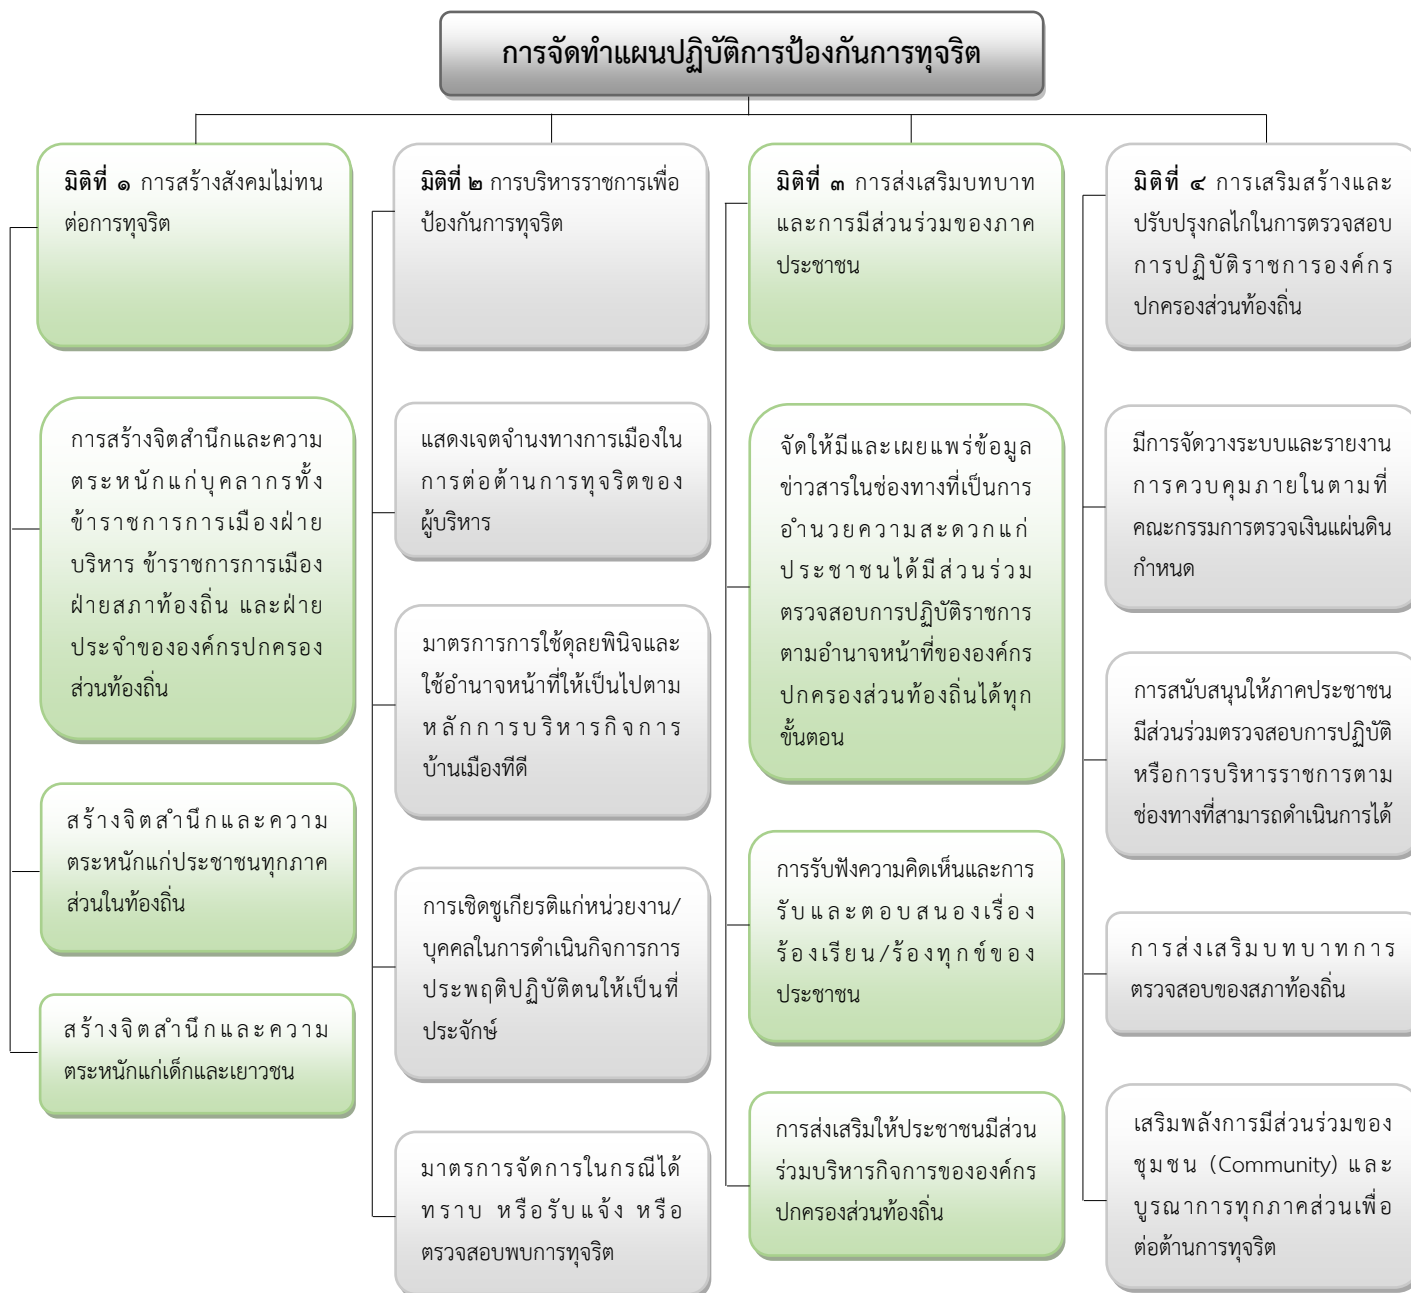 การจัดทำแผนปฏิบัติการป้องกันการทุจริต
มิติที่ ๑ การสร้างสังคมไม่ทน
ต่อการทุจริต
การสร้างจิตสำนึกและความ
ตระหนักแก่บุคลากรทั้ง
ข้าราชการการเมืองฝ่าย
บริหาร ข้าราชการการเมือง
ฝ่ายสภาท้องถิ่น และฝ่าย
ประจำขององค์กรปกครอง
ส่วนท้องถิ่น
สร้างจิตสำนึกและความ
ตระหนักแก่ประชาชนทุกภาค
ส่วนในท้องถิ่น
สร้างจิตสำนึกและความ
ตระหนักแก่เด็กและเยาวชน
มิติที่ ๒ การบริหารราชการเพื่อ
ป้องกันการทุจริต
แสดงเจตจำนงทางการเมืองใน
การต่อต้านการทุจริตของ
ผู้บริหาร
มาตรการการใช้ดุลยพินิจและ
ใช้อำนาจหน้าที่ให้เป็นไปตาม
หลักการบริหารกิจการ
บ้านเมืองทีดี
การเชิดชูเกียรติแก่หน่วยงาน/
บุคคลในการดำเนินกิจการการ
ประพฤติปฏิบัติตนให้เป็นที่
ประจักษ์
มาตรการจัดการในกรณีได้
ทราบ หรือรับแจ้ง หรือ
ตรวจสอบพบการทุจริต
มิติที่ ๓ การส่งเสริมบทบาท
และการมีส่วนร่วมของภาค
ประชาชน
จัดให้มีและเผยแพร่ข้อมูล
ข่าวสารในช่องทางที่เป็นการ
อำนวยความสะดวกแก่
ประชาชนได้มีส่วนร่วม
ตรวจสอบการปฏิบัติราชการ
ตามอำนาจหน้าที่ขององค์กร
ปกครองส่วนท้องถิ่นได้ทุก
ขั้นตอน
การรับฟังความคิดเห็นและการ
รับและตอบสนองเรื่อง
ร้องเรียน/ร้องทุกข์ของ
ประชาชน
การส่งเสริมให้ประชาชนมีส่วน
ร่วมบริหารกิจการขององค์กร
ปกครองส่วนท้องถิ่น
มิติที่ ๔ การเสริมสร้างและ
ปรับปรุงกลไกในการตรวจสอบ
การปฏิบัติราชการองค์กร
ปกครองส่วนท้องถิ่น
มีการจัดวางระบบและรายงาน
การควบคุมภายในตามที่
คณะกรรมการตรวจเงินแผ่นดิน
กำหนด
การสนับสนุนให้ภาคประชาชน
มีส่วนร่วมตรวจสอบการปฏิบัติ
หรือการบริหารราชการตาม
ช่องทางที่สามารถดำเนินการได้
การส่งเสริมบทบาทการ
ตรวจสอบของสภาท้องถิ่น
เสริมพลังการมีส่วนร่วมของ
ชุมชน (Community) และ
บูรณาการทุกภาคส่วนเพื่อ
ต่อต้านการทุจริต